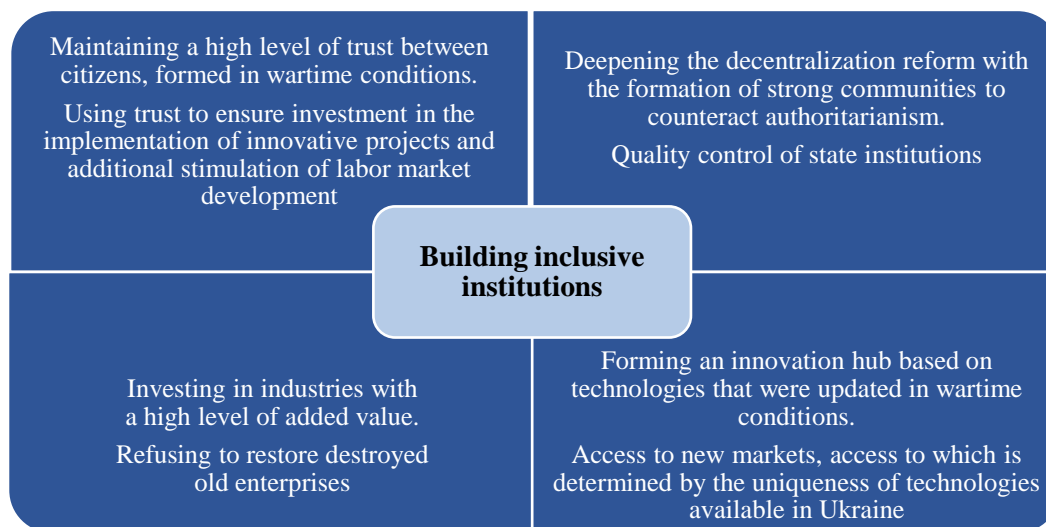 Maintaining a high level of trust between
citizens, formed in wartime conditions.
Using trust to ensure investment in the
implementation of innovative projects and
additional stimulation of labor market
development
Deepening the decentralization reform with
the formation of strong communities to
counteract authoritarianism.
Quality control of state institutions
Building inclusive
institutions
Investing in industries with
a high level of added value.
Refusing to restore destroyed
old enterprises
Forming an innovation hub based on
technologies that were updated in wartime
conditions.
Access to new markets, access to which is
determined by the uniqueness of technologies
available in Ukraine